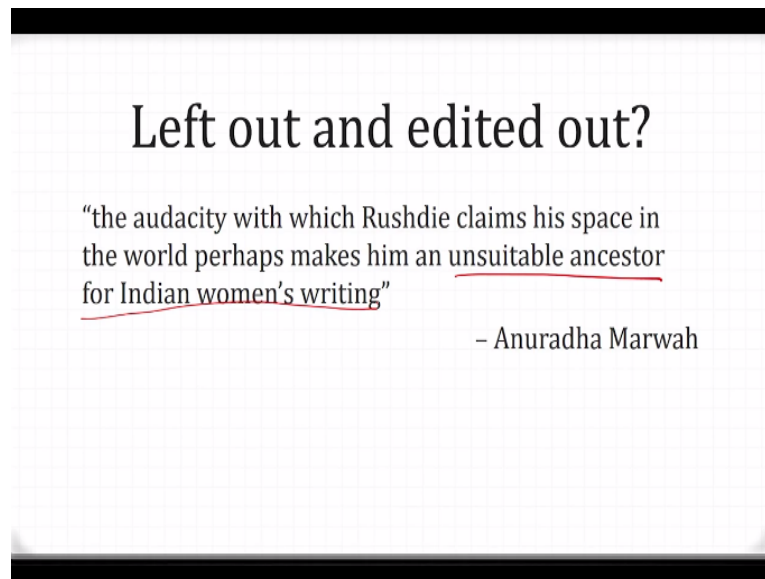 Left out and edited out?
“the audacity with which Rushdie claims his space in
the world perhaps makes him an unsuitable ancestor
for Indian women’s writing”
– Anuradha Marwah